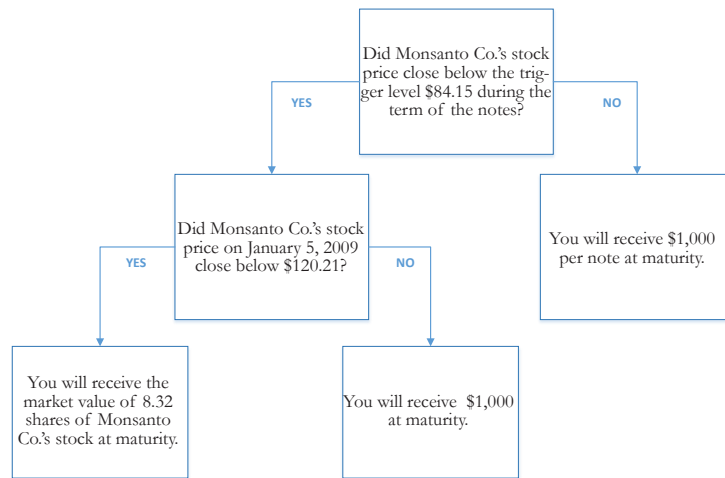 Did Monsanto Co.'s stock
price close below the trig-
ger level $84.15 during the
term of the notes?
YES
NO
Did Monsanto Co.'s stock
price on January 5, 2009
close below $120.21?
You will receive $1,000
per note at maturity.
YES
NO
You will receive the
market value of 8.32
shares of Monsanto
Co.'s stock at maturity.
You will receive $1,000
at maturity.